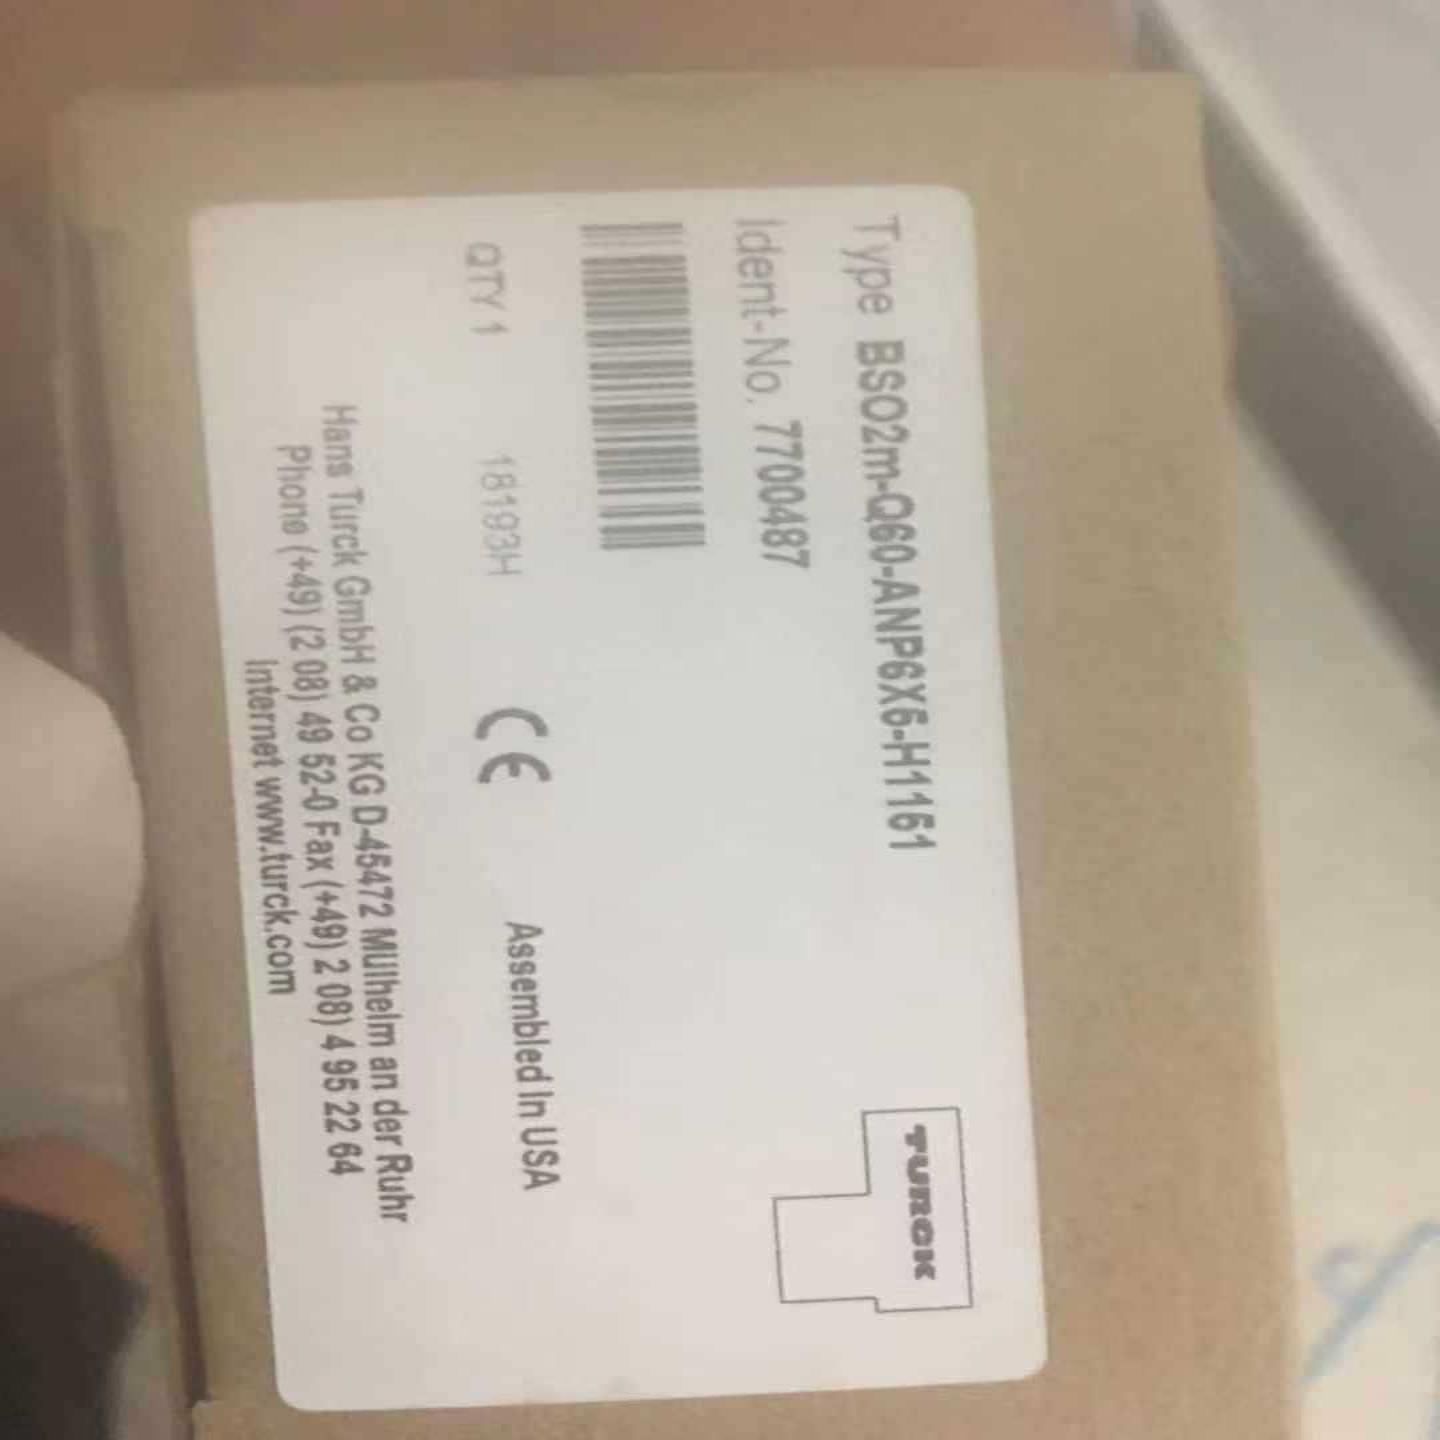 Type BSO2m-Q60-ANP6X6-H1161
Ident-No. 7700487
TURCK
QTY 1 18193H CE Assembled In USA
Hans Turck GmbH & Co KG D-45472 Mülheim an der Ruhr
Phone (+49) (2 08) 49 52-0 Fax (+49) 2 08) 4 95 22 64
Internet www.turck.com